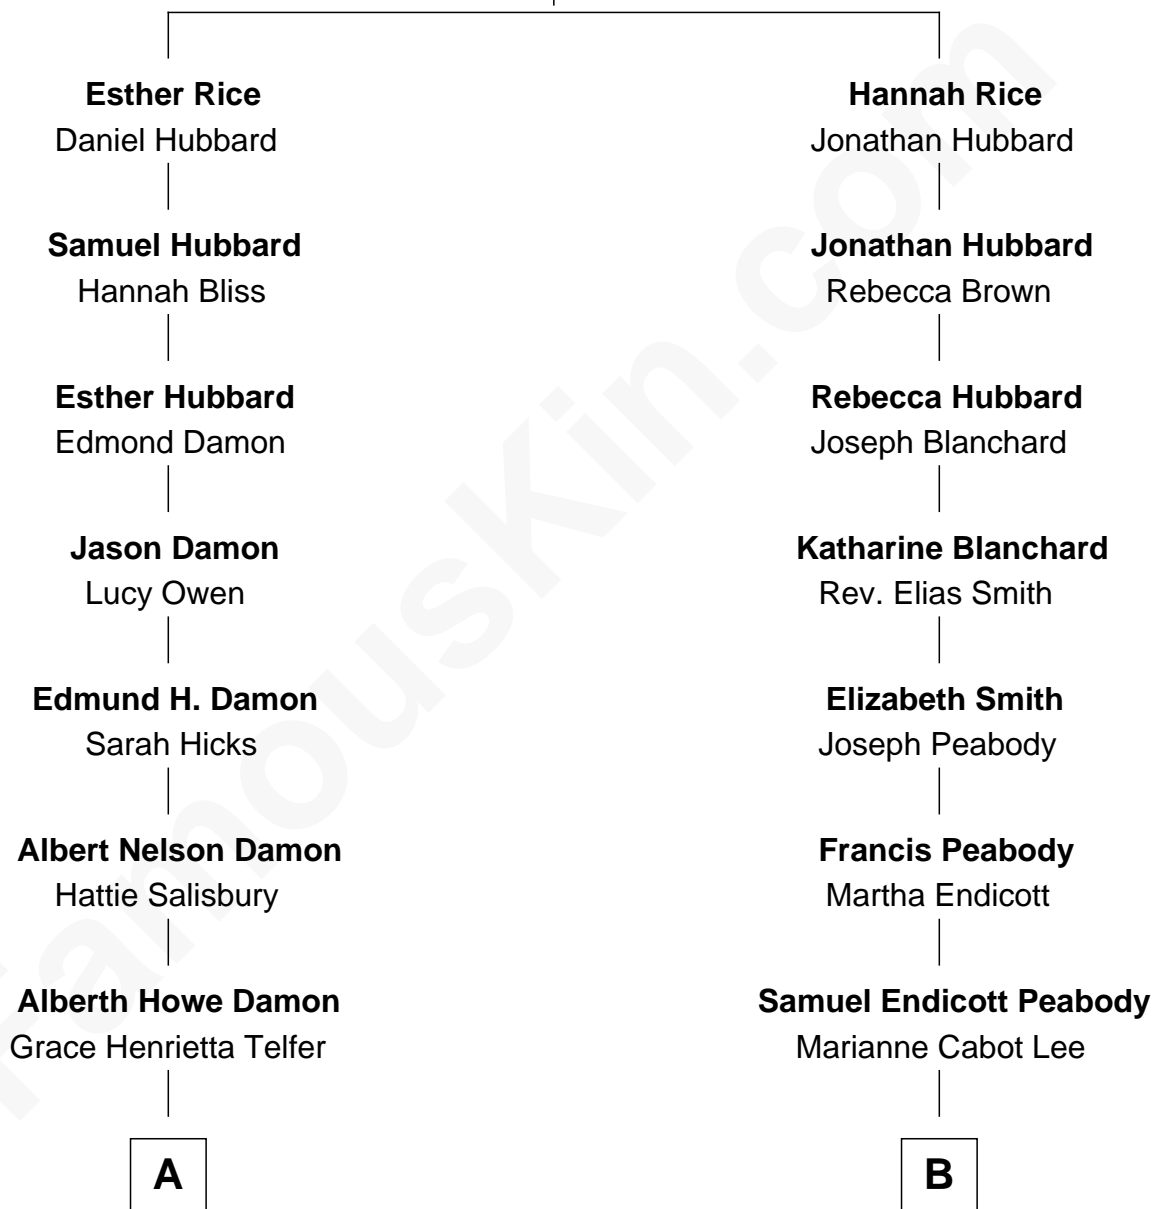 Esther Rice
Daniel Hubbard
Samuel Hubbard
Hannah Bliss
Esther Hubbard
Edmond Damon
Jason Damon
Lucy Owen
Edmund H. Damon
Sarah Hicks
Albert Nelson Damon
Hattie Salisbury
Alberth Howe Damon
Grace Henrietta Telfer
A
Hannah Rice
Jonathan Hubbard
Jonathan Hubbard
Rebecca Brown
Rebecca Hubbard
Joseph Blanchard
Katharine Blanchard
Rev. Elias Smith
Elizabeth Smith
Joseph Peabody
Francis Peabody
Martha Endicott
Samuel Endicott Peabody
Marianne Cabot Lee
B
FamousKin.com